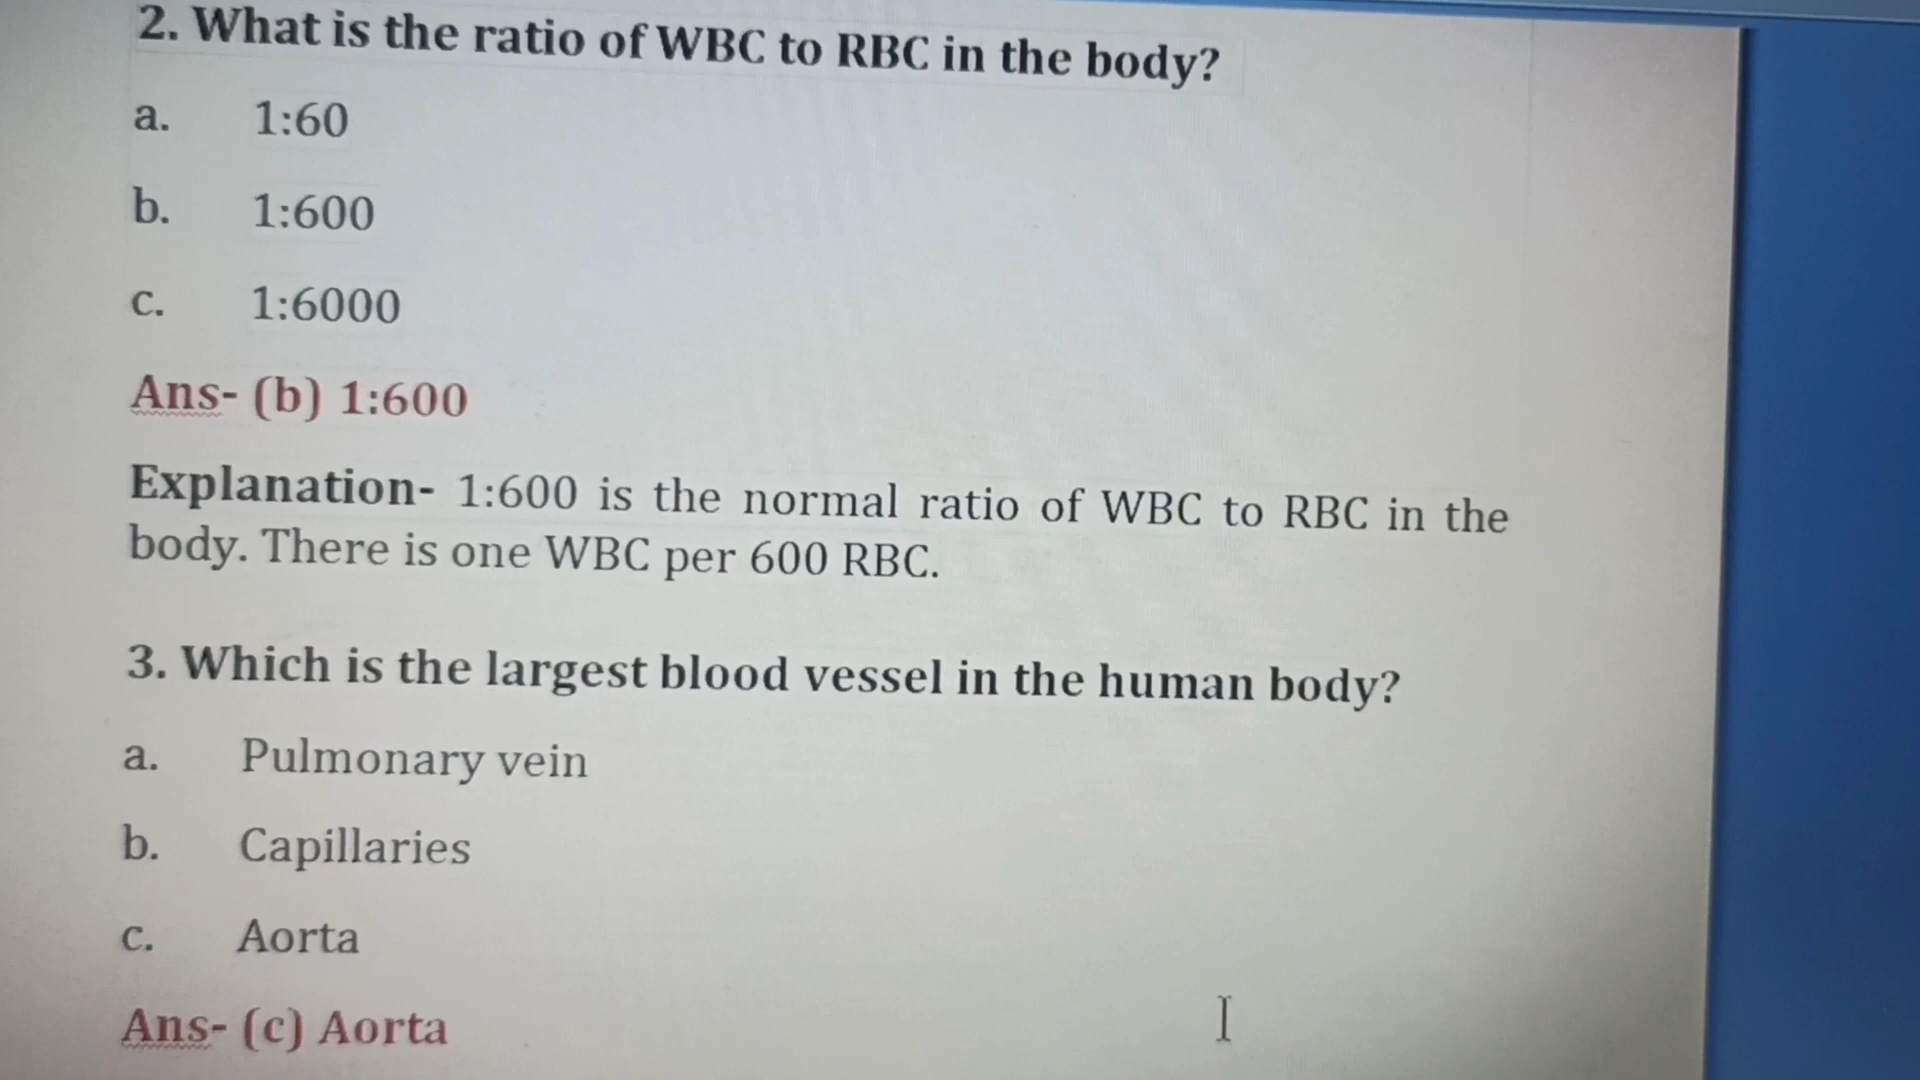 2. What is the ratio of WBC to RBC in the body?
a. 1:60
b. 1:600
c. 1:6000
Ans- (b) 1:600
Explanation- 1:600 is the normal ratio of WBC to RBC in the
body. There is one WBC per 600 RBC.
3. Which is the largest blood vessel in the human body?
a. Pulmonary vein
b. Capillaries
c. Aorta
Ans- (c) Aorta